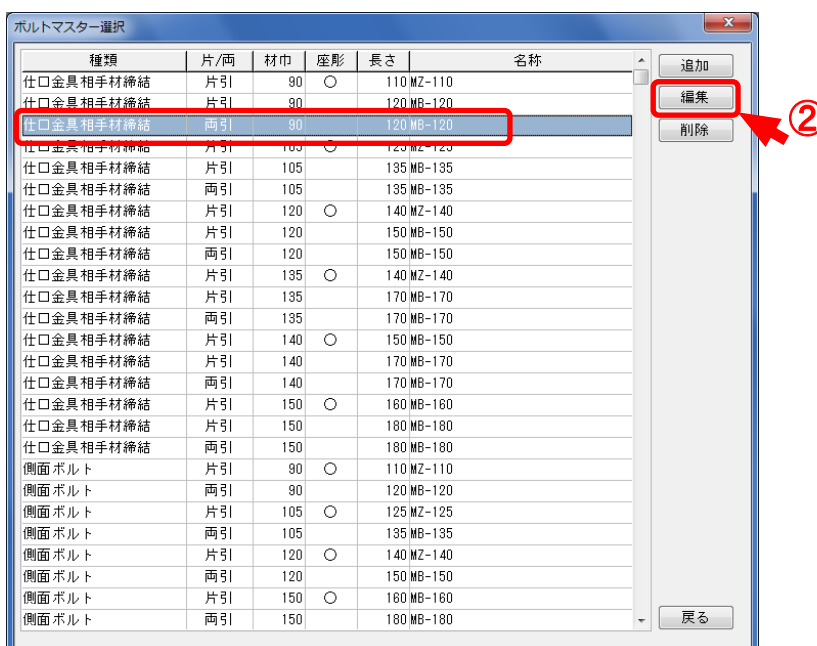 ボルトマスター選択
種類 片/両 材巾 座彫 長さ 名称
仕口金具相手材締結 片引 90 ○ 110 MZ-110
仕口金具相手材締結 片引 90 120 MB-120
仕口金具相手材締結 両引 90 120 MB-120
仕口金具相手材締結 片引 105 ○ 125 MZ-125
仕口金具相手材締結 片引 105 135 MB-135
仕口金具相手材締結 両引 105 135 MB-135
仕口金具相手材締結 片引 120 ○ 140 MZ-140
仕口金具相手材締結 片引 120 150 MB-150
仕口金具相手材締結 両引 120 150 MB-150
仕口金具相手材締結 片引 135 ○ 140 MZ-140
仕口金具相手材締結 片引 135 170 MB-170
仕口金具相手材締結 両引 135 170 MB-170
仕口金具相手材締結 片引 140 ○ 150 MB-150
仕口金具相手材締結 片引 140 170 MB-170
仕口金具相手材締結 両引 140 170 MB-170
仕口金具相手材締結 片引 150 ○ 160 MB-160
仕口金具相手材締結 片引 150 180 MB-180
仕口金具相手材締結 両引 150 180 MB-180
側面ボルト 片引 90 ○ 110 MZ-110
側面ボルト 両引 90 120 MB-120
側面ボルト 片引 105 ○ 125 MZ-125
側面ボルト 両引 105 135 MB-135
側面ボルト 片引 120 ○ 140 MZ-140
側面ボルト 両引 120 150 MB-150
側面ボルト 片引 150 ○ 160 MB-160
側面ボルト 両引 150 180 MB-180
追加
編集
②
削除
戻る